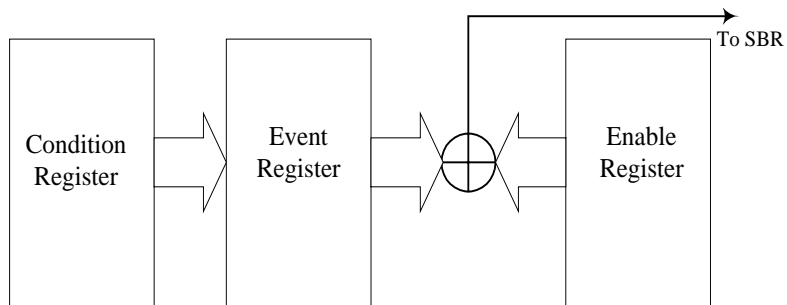 To SBR
Condition
Register
Event
Register
Enable
Register